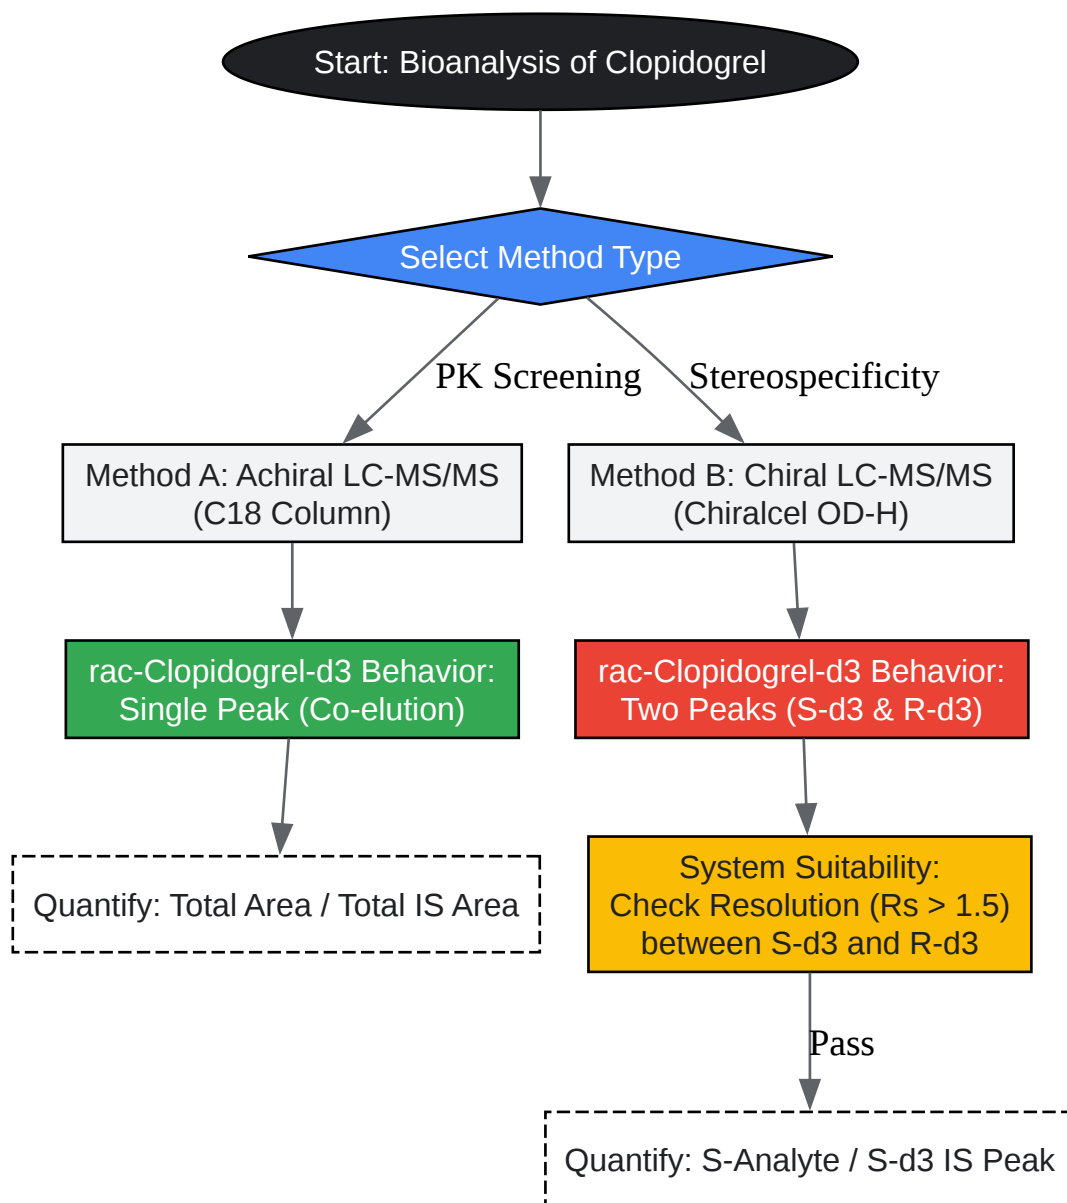 Start: Bioanalysis of Clopidogrel
Select Method Type
PK Screening
Stereospecificity
Method A: Achiral LC-MS/MS
(C18 Column)
Method B: Chiral LC-MS/MS
(Chiralcel OD-H)
rac-Clopidogrel-d3 Behavior:
Single Peak (Co-elution)
rac-Clopidogrel-d3 Behavior:
Two Peaks (S-d3 & R-d3)
Quantify: Total Area / Total IS Area
System Suitability:
Check Resolution (Rs > 1.5)
between S-d3 and R-d3
Pass
Quantify: S-Analyte / S-d3 IS Peak